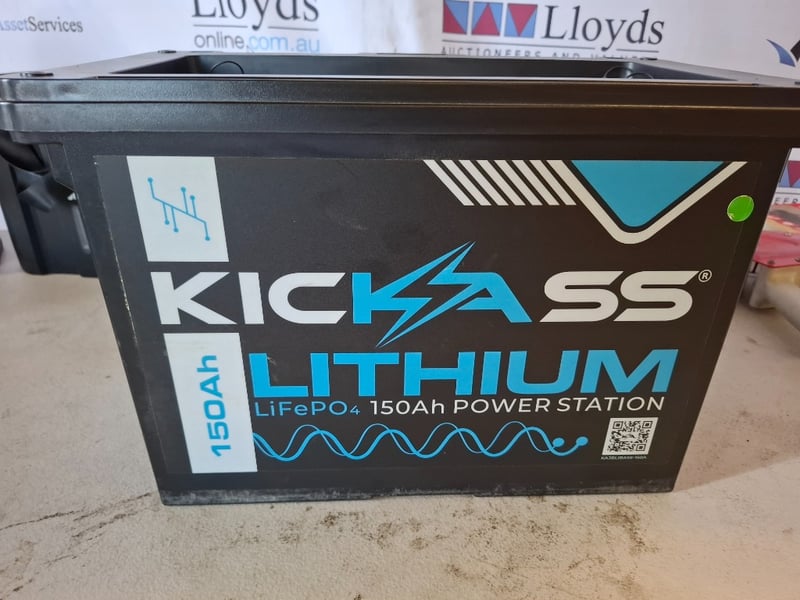 AssetServices
Lloyds
online.com.au
Lloyds
AUCTIONEERS AND
KICKASS®
LITHIUM
LiFePO4 150Ah POWER STATION
150Ah